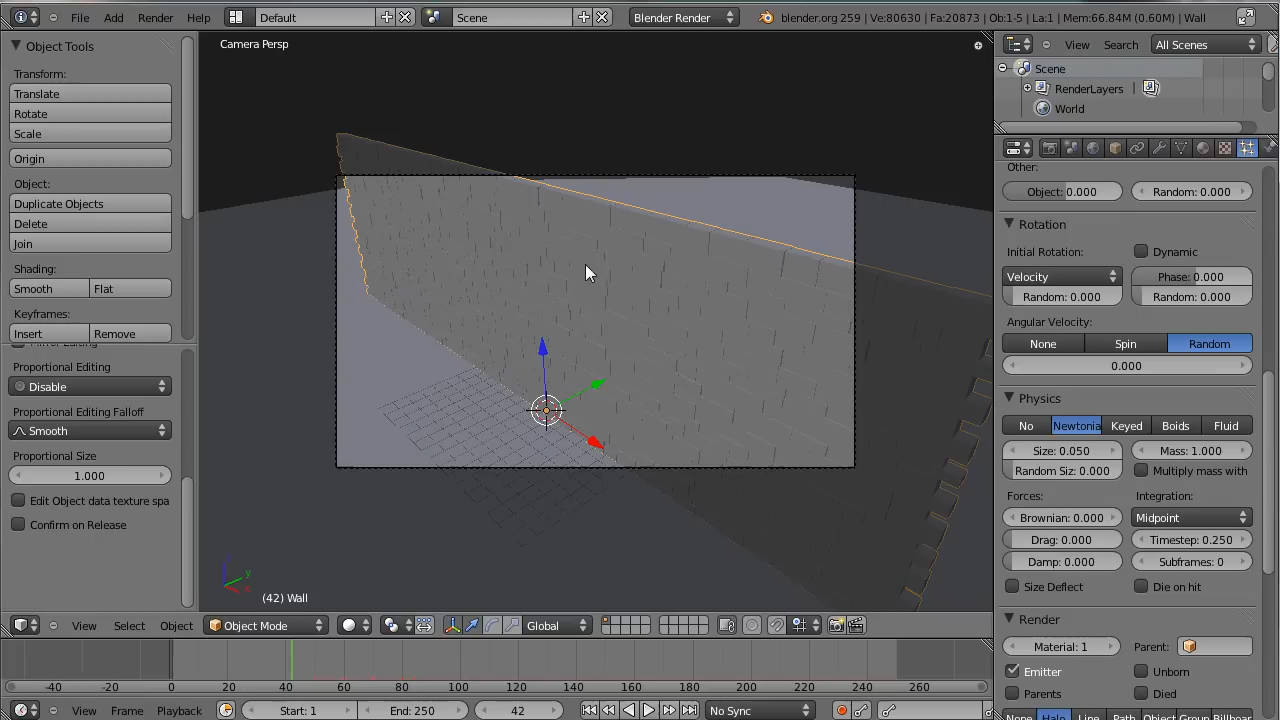 File Add Render Help Default Scene Blender Render blender.org 259 | Ve:80630 | Fa:20873 | Ob:1-5 | La:1 | Mem:66.84M (0.60M) | Wall
Object Tools
Transform:
Translate
Rotate
Scale
Origin
Object:
Duplicate Objects
Delete
Join
Shading:
Smooth Flat
Keyframes:
Insert Remove
Proportional Editing
Disable
Proportional Editing Falloff
Smooth
Proportional Size
1.000
Edit Object data texture spa
Confirm on Release
Camera Persp
z
y
x
(42) Wall
View Select Object Object Mode Global
-40 -20 0 20 40 60 80 100 120 140 160 180 200 220 240 260
View Frame Playback Start: 1 End: 250 42 No Sync
View Search All Scenes
Scene
RenderLayers |
World
Other:
Object: 0.000 Random: 0.000
Rotation
Initial Rotation: Dynamic
Velocity Phase: 0.000
Random: 0.000 Random: 0.000
Angular Velocity:
None Spin Random
0.000
Physics
No Newtonia Keyed Boids Fluid
Size: 0.050 Mass: 1.000
Random Siz: 0.000 Multiply mass with
Forces: Integration:
Brownian: 0.000 Midpoint
Drag: 0.000 Timestep: 0.250
Damp: 0.000 Subframes: 0
Size Deflect Die on hit
Render
Material: 1 Parent:
Emitter Unborn
Parents Died
None Halo Line Path Object Group Billboar